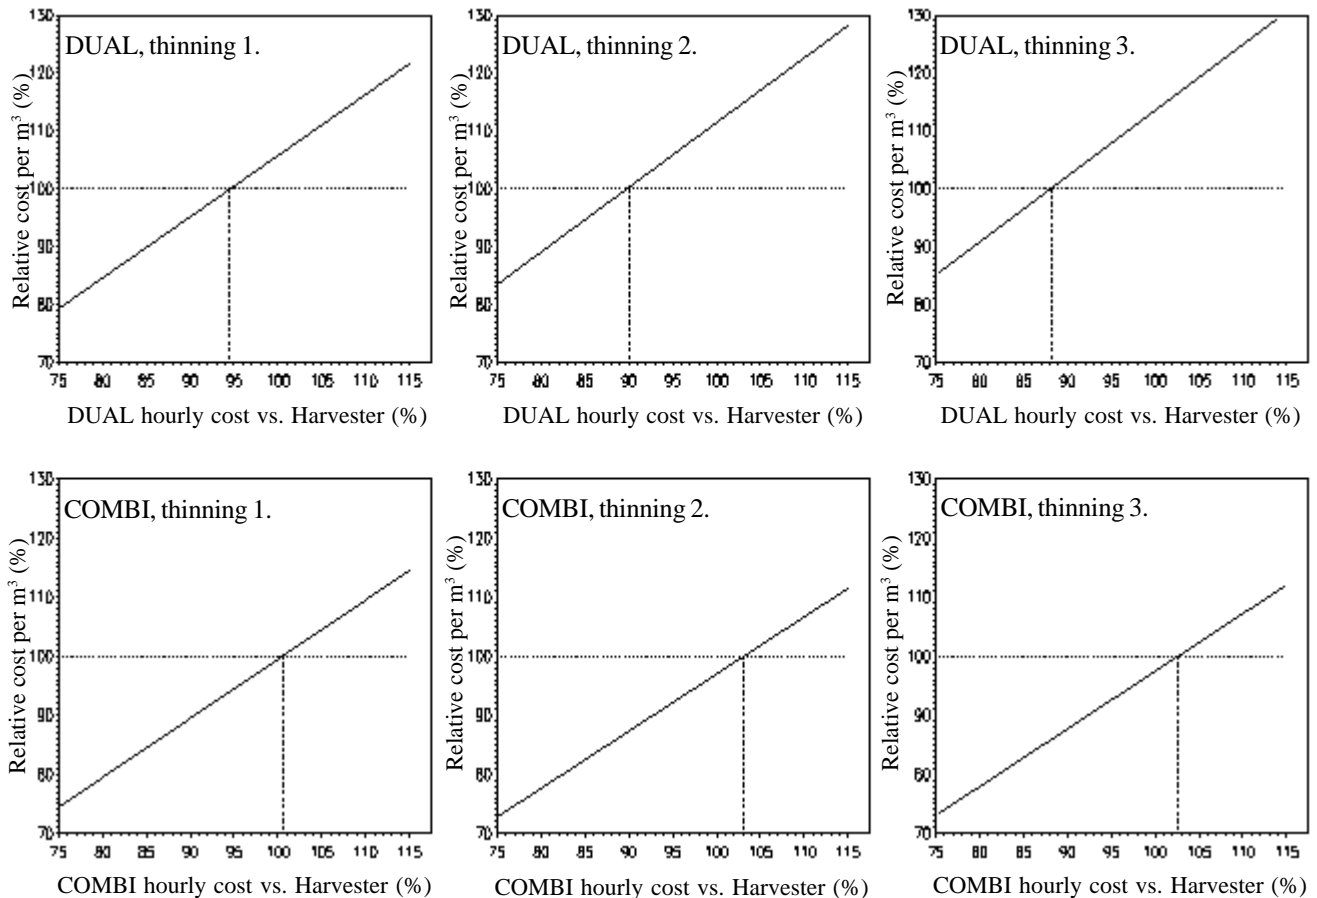 DUAL, thinning 1.
Relative cost per m³ (%)
130
120
110
100
90
80
70
75 80 85 90 95 100 105 110 115
DUAL hourly cost vs. Harvester (%)
DUAL, thinning 2.
Relative cost per m³ (%)
130
120
110
100
90
80
70
75 80 85 90 95 100 105 110 115
DUAL hourly cost vs. Harvester (%)
DUAL, thinning 3.
Relative cost per m³ (%)
130
120
110
100
90
80
70
75 80 85 90 95 100 105 110 115
DUAL hourly cost vs. Harvester (%)
COMBI, thinning 1.
Relative cost per m³ (%)
130
120
110
100
90
80
70
75 80 85 90 95 100 105 110 115
COMBI hourly cost vs. Harvester (%)
COMBI, thinning 2.
Relative cost per m³ (%)
130
120
110
100
90
80
70
75 80 85 90 95 100 105 110 115
COMBI hourly cost vs. Harvester (%)
COMBI, thinning 3.
Relative cost per m³ (%)
130
120
110
100
90
80
70
75 80 85 90 95 100 105 110 115
COMBI hourly cost vs. Harvester (%)